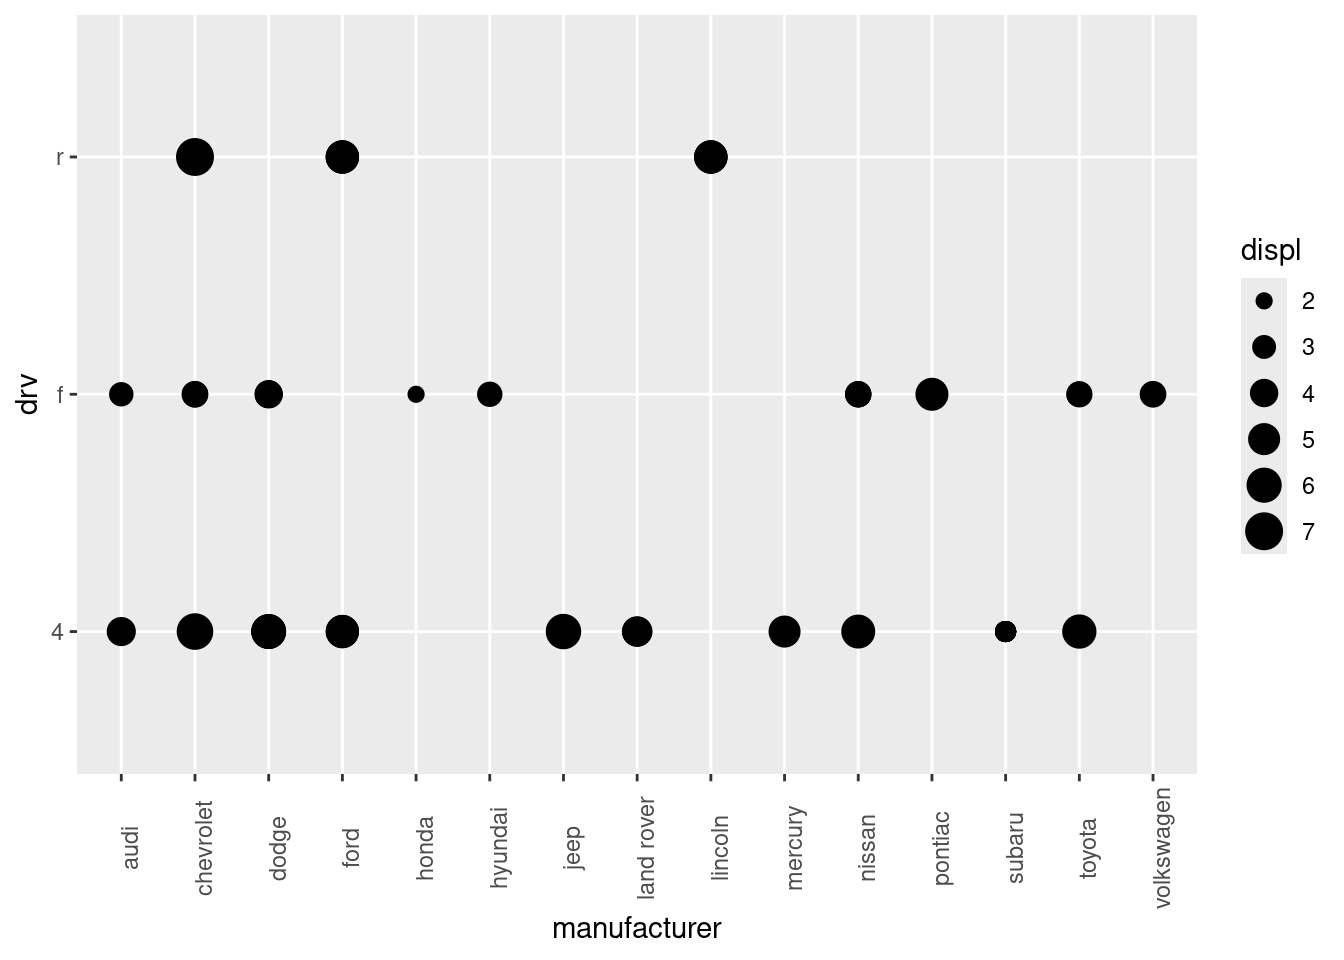 r
f
4
drv
audi
chevrolet
dodge
ford
honda
hyundai
jeep
land rover
lincoln
mercury
nissan
pontiac
subaru
toyota
volkswagen
manufacturer
displ
2
3
4
5
6
7